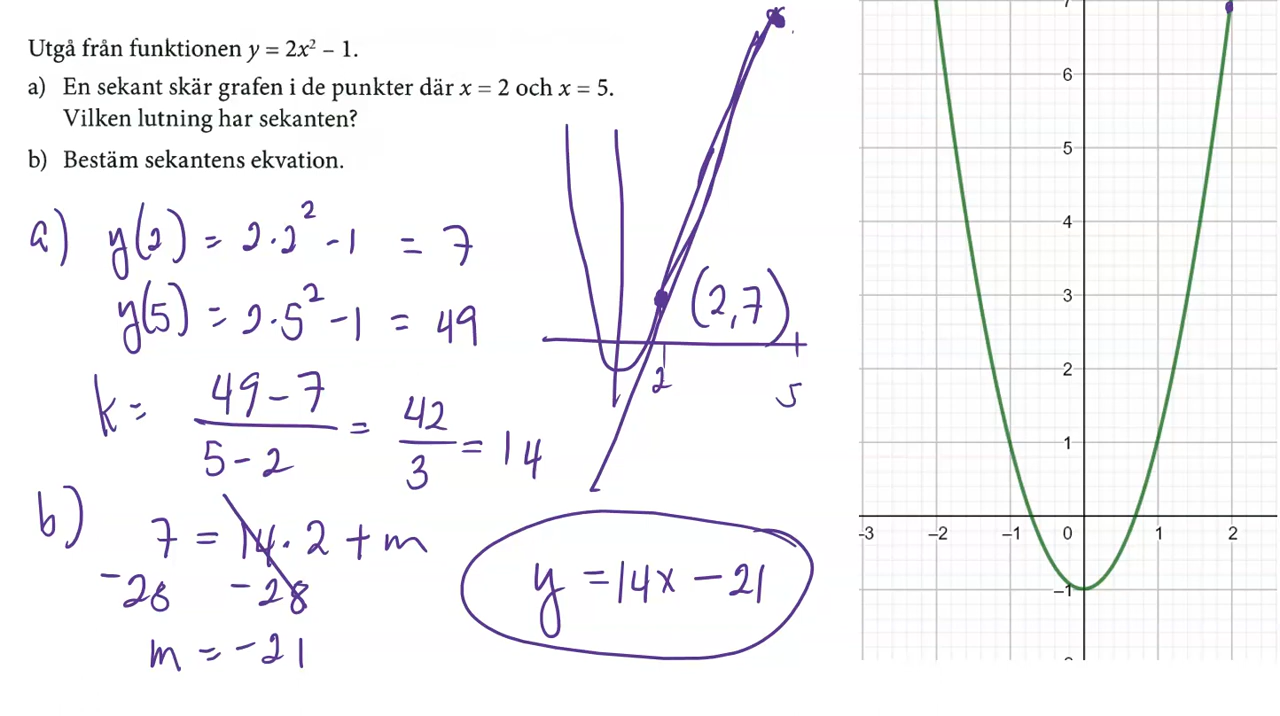 Utgå från funktionen y = 2x² – 1.
a) En sekant skär grafen i de punkter där x = 2 och x = 5.
Vilken lutning har sekanten?
b) Bestäm sekantens ekvation.
a) y(2) = 2·2² -1 = 7
y(5) = 2·5² -1 = 49
k = (49-7)/(5-2) = 42/3 = 14
b) 7 = 14·2 + m
-28 -28
m = -21
(2,7)
2 5
y = 14x - 21
7
6
5
4
3
2
1
-3 -2 -1 0 1 2
-1